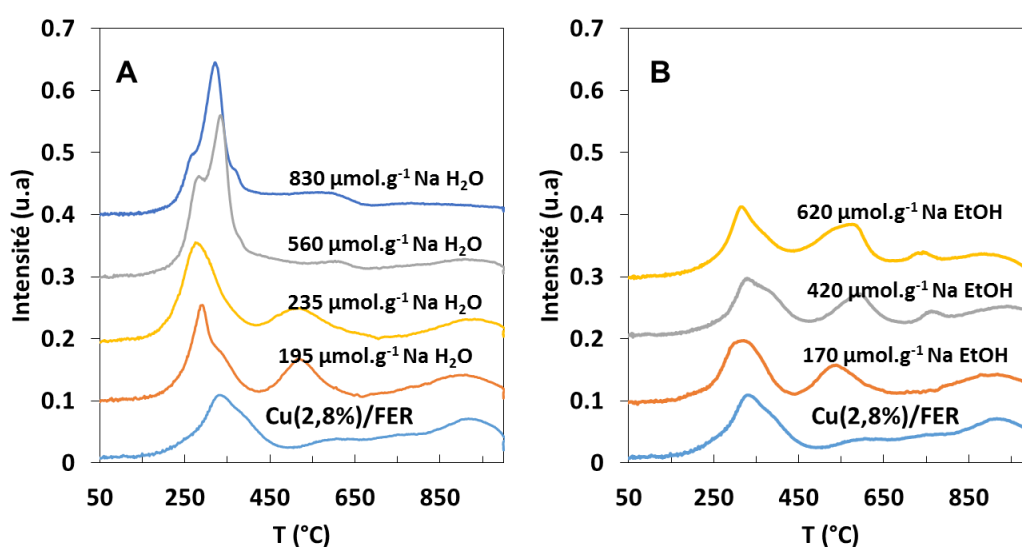 A
Intensité (u.a)
0.7
0.6
0.5
0.4
0.3
0.2
0.1
0
830 µmol.g⁻¹ Na H₂O
560 µmol.g⁻¹ Na H₂O
235 µmol.g⁻¹ Na H₂O
195 µmol.g⁻¹ Na H₂O
Cu(2,8%)/FER
50 250 450 650 850
T (°C)
B
Intensité (u.a)
0.7
0.6
0.5
0.4
0.3
0.2
0.1
0
620 µmol.g⁻¹ Na EtOH
420 µmol.g⁻¹ Na EtOH
170 µmol.g⁻¹ Na EtOH
Cu(2,8%)/FER
50 250 450 650 850
T (°C)